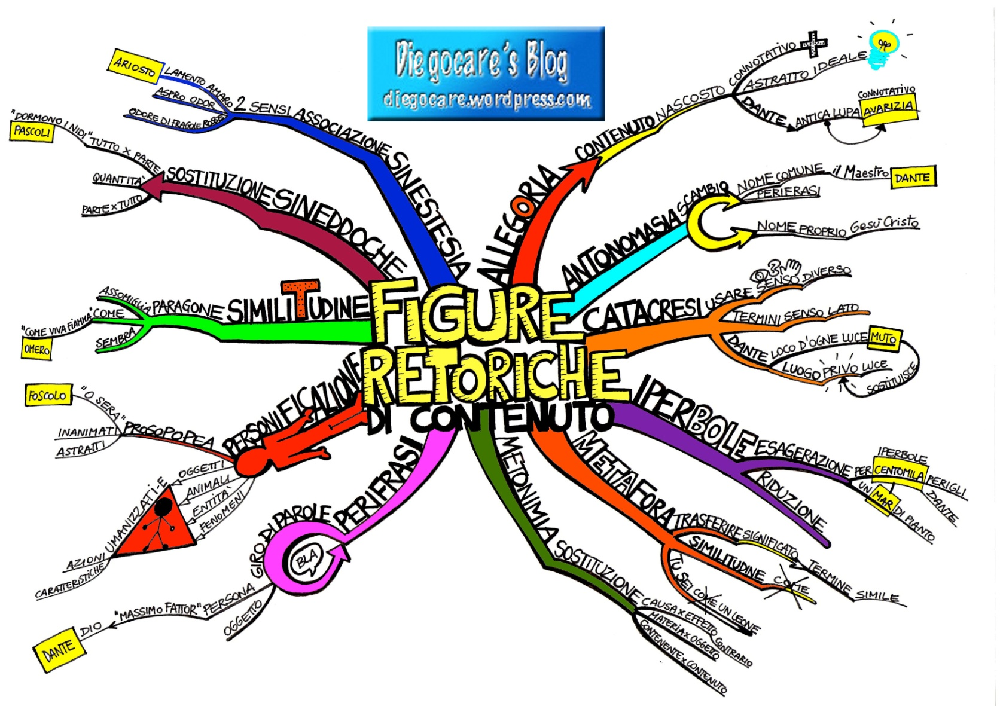 Diegocare's Blog
diegocare.wordpress.com
FIGURE
RETORICHE
DI CONTENUTO
ALLEGORIA
CONTENUTO NASCOSTO
CONNOTATIVO
ASTRATTO IDEALE
DANTE
ANTICA LUPA
CONNOTATIVO
AVARIZIA
ANTONOMASIA
SCAMBIO
NOME COMUNE
il Maestro
DANTE
PERIFRASI
NOME PROPRIO
Gesù Cristo
CATACRESI
USARE SENSO DIVERSO
TERMINI SENSO LATO
DANTE
LOCO D'OGNE LUCE
MUTO
LUOGO PRIVO LUCE
SOSTITUISCE
IPERBOLE
ESAGERAZIONE
PER CENTOMILA PERIGLI
IPERBOLE
DANTE
UN MAR DI PIANTO
RIDUZIONE
METAFORA
TRASFERIRE SIGNIFICATO
TERMINE SIMILE
SIMILITUDINE
COME
TU SEI COME UN LEONE
METONIMIA
SOSTITUZIONE
CAUSA X EFFETTO
CONTRARIO
MATERIA X OGGETTO
CONTENENTE X CONTENUTO
PERIFRASI
GIRO DI PAROLE
BLA
PERSONA
"MASSIMO FATTOR"
DIO
DANTE
OGGETTO
PERSONIFICAZIONE
PROSOPOPEA
"O SERA"
FOSCOLO
INANIMATI
ASTRATTI
OGGETTI
ANIMALI
ENTITÀ
FENOMENI
UMANIZZATI-E
AZIONI
CARATTERISTICHE
SIMILITUDINE
PARAGONE
ASSOMIGLIA
COME
"COME VIVA FIAMMA"
OMERO
SEMBRA
SINEDDOCHE
SOSTITUZIONE
TUTTO X PARTE
"DORMONO I NIDI"
PASCOLI
QUANTITÀ
PARTE X TUTTO
SINESTESIA
ASSOCIAZIONE
2 SENSI
LAMENTO AMARO
ARIOSTO
ASPRO ODOR
ODORE DI FRAGOLE ROSSE